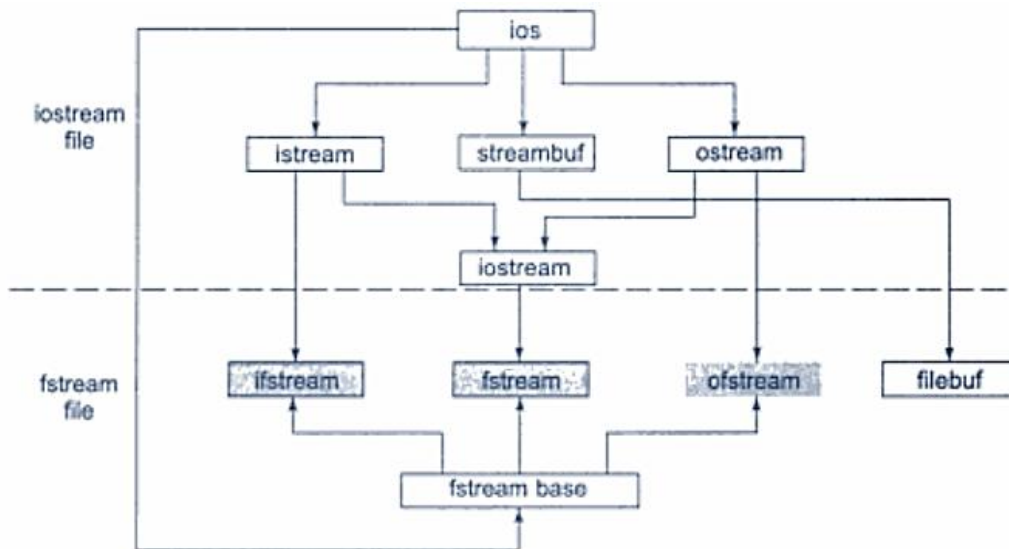 ios
iostream
file
istream
streambuf
ostream
iostream
fstream
file
ifstream
fstream
ofstream
filebuf
fstream base